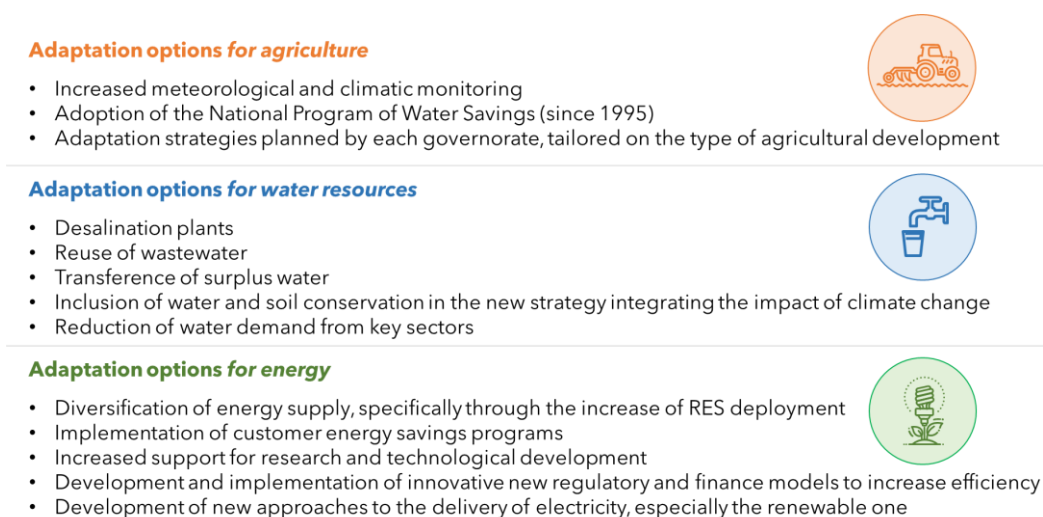 Adaptation options for agriculture
• Increased meteorological and climatic monitoring
• Adoption of the National Program of Water Savings (since 1995)
• Adaptation strategies planned by each governorate, tailored on the type of agricultural development
Adaptation options for water resources
• Desalination plants
• Reuse of wastewater
• Transference of surplus water
• Inclusion of water and soil conservation in the new strategy integrating the impact of climate change
• Reduction of water demand from key sectors
Adaptation options for energy
• Diversification of energy supply, specifically through the increase of RES deployment
• Implementation of customer energy savings programs
• Increased support for research and technological development
• Development and implementation of innovative new regulatory and finance models to increase efficiency
• Development of new approaches to the delivery of electricity, especially the renewable one